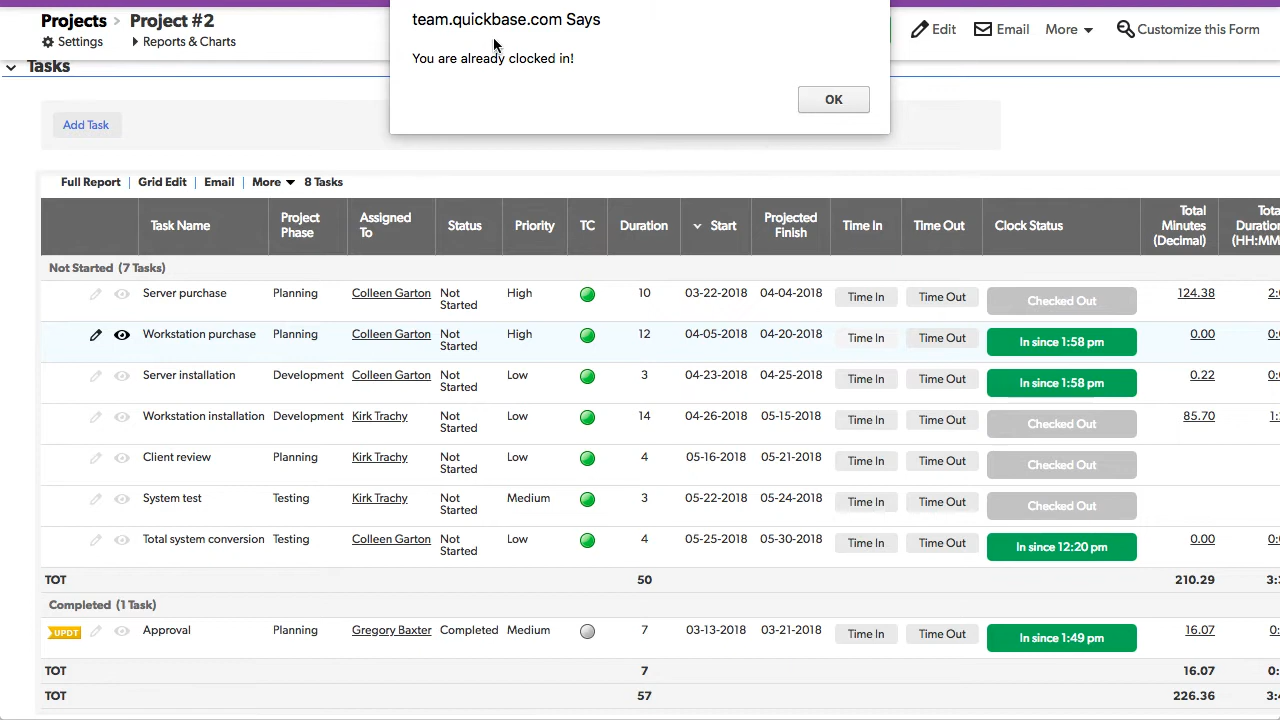 Projects > Project #2
Settings
Reports & Charts
team.quickbase.com Says
You are already clocked in!
OK
Edit
Email
More
Customize this Form
Tasks
Add Task
Full Report | Grid Edit | Email | More 8 Tasks
Task Name Project Phase Assigned To Status Priority TC Duration Start Projected Finish Time In Time Out Clock Status Total Minutes (Decimal)
Not Started (7 Tasks)
Server purchase Planning Colleen Garton Not Started High 10 03-22-2018 04-04-2018 Time In Time Out Checked Out 124.38
Workstation purchase Planning Colleen Garton Not Started High 12 04-05-2018 04-20-2018 Time In Time Out In since 1:58 pm 0.00
Server installation Development Colleen Garton Not Started Low 3 04-23-2018 04-25-2018 Time In Time Out In since 1:58 pm 0.22
Workstation installation Development Kirk Trachy Not Started Low 14 04-26-2018 05-15-2018 Time In Time Out Checked Out 85.70
Client review Planning Kirk Trachy Not Started Low 4 05-16-2018 05-21-2018 Time In Time Out Checked Out
System test Testing Kirk Trachy Not Started Medium 3 05-22-2018 05-24-2018 Time In Time Out Checked Out
Total system conversion Testing Colleen Garton Not Started Low 4 05-25-2018 05-30-2018 Time In Time Out In since 12:20 pm 0.00
TOT 50 210.29
Completed (1 Task)
UPDT Approval Planning Gregory Baxter Completed Medium 7 03-13-2018 03-21-2018 Time In Time Out In since 1:49 pm 16.07
TOT 7 16.07
TOT 57 226.36